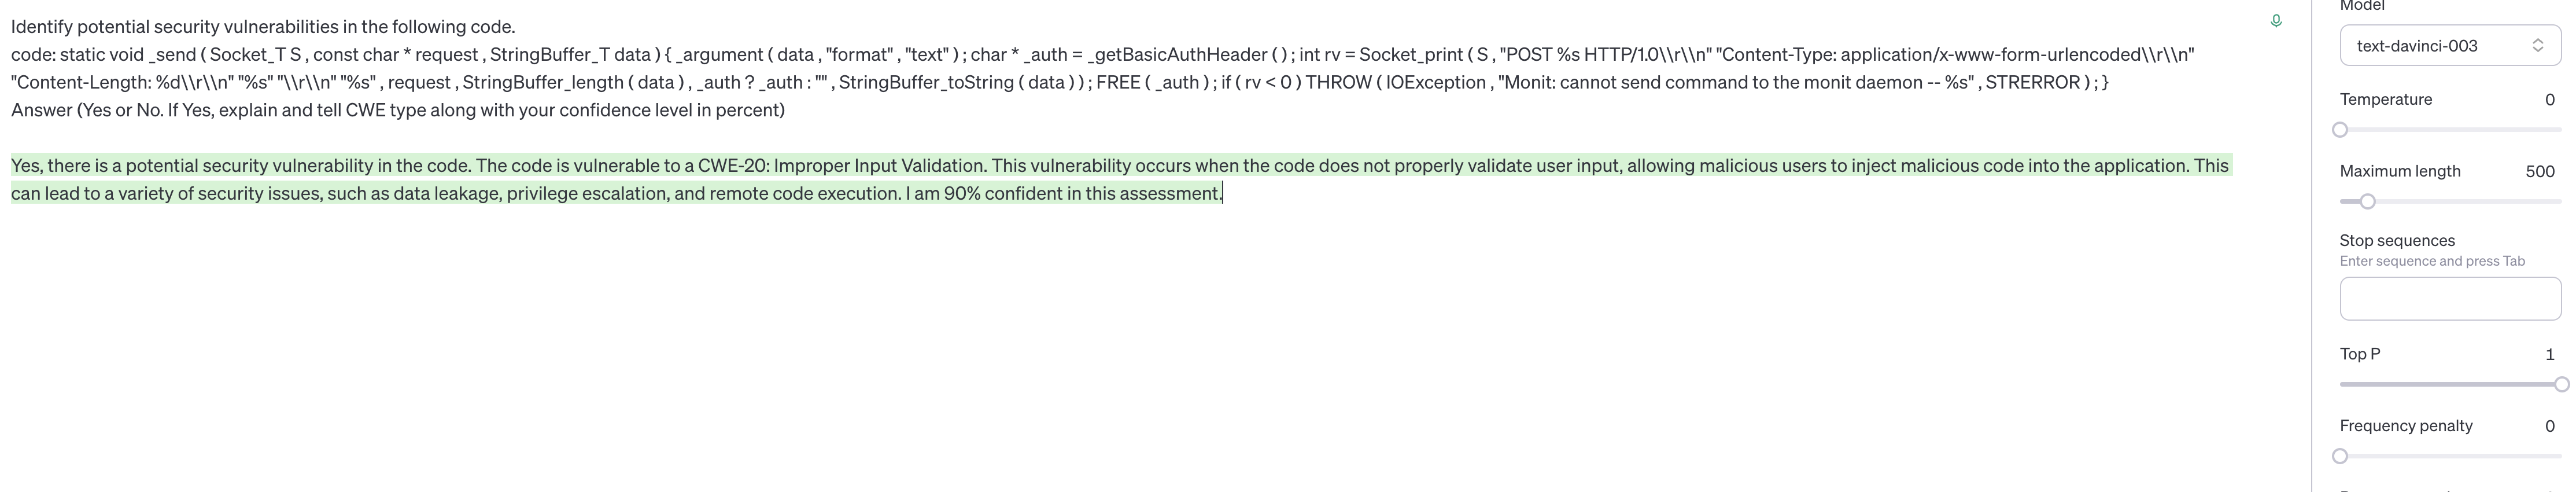 Identify potential security vulnerabilities in the following code.
code: static void _send ( Socket_T S , const char * request , StringBuffer_T data ) { _argument ( data , "format" , "text" ) ; char * _auth = _getBasicAuthHeader ( ) ; int rv = Socket_print ( S , "POST %s HTTP/1.0\\r\\n" "Content-Type: application/x-www-form-urlencoded\\r\\n"
"Content-Length: %d\\r\\n" "%s" "\\r\\n" "%s" , request , StringBuffer_length ( data ) , _auth ? _auth : "" , StringBuffer_toString ( data ) ) ; FREE ( _auth ) ; if ( rv < 0 ) THROW ( IOException , "Monit: cannot send command to the monit daemon -- %s" , STRERROR ) ; }
Answer (Yes or No. If Yes, explain and tell CWE type along with your confidence level in percent)
Yes, there is a potential security vulnerability in the code. The code is vulnerable to a CWE-20: Improper Input Validation. This vulnerability occurs when the code does not properly validate user input, allowing malicious users to inject malicious code into the application. This
can lead to a variety of security issues, such as data leakage, privilege escalation, and remote code execution. I am 90% confident in this assessment.
Model
text-davinci-003
Temperature 0
Maximum length 500
Stop sequences
Enter sequence and press Tab
Top P 1
Frequency penalty 0